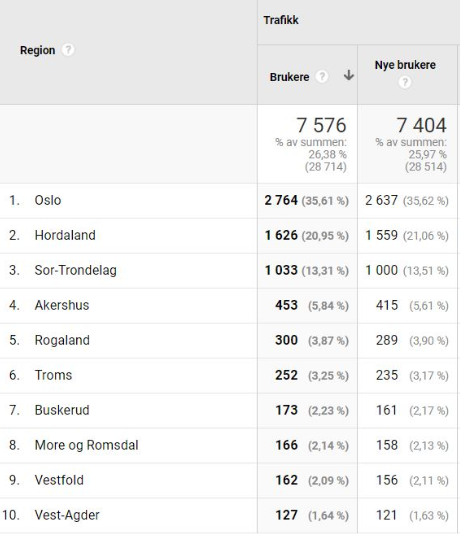 Trafikk
Region ?
Brukere ?
Nye brukere
?
7 576
% av summen:
26,38 %
(28 714)
7 404
% av summen:
25,97 %
(28 514)
1. Oslo 2 764 (35,61 %) 2 637 (35,62 %)
2. Hordaland 1 626 (20,95 %) 1 559 (21,06 %)
3. Sor-Trondelag 1 033 (13,31 %) 1 000 (13,51 %)
4. Akershus 453 (5,84 %) 415 (5,61 %)
5. Rogaland 300 (3,87 %) 289 (3,90 %)
6. Troms 252 (3,25 %) 235 (3,17 %)
7. Buskerud 173 (2,23 %) 161 (2,17 %)
8. More og Romsdal 166 (2,14 %) 158 (2,13 %)
9. Vestfold 162 (2,09 %) 156 (2,11 %)
10. Vest-Agder 127 (1,64 %) 121 (1,63 %)